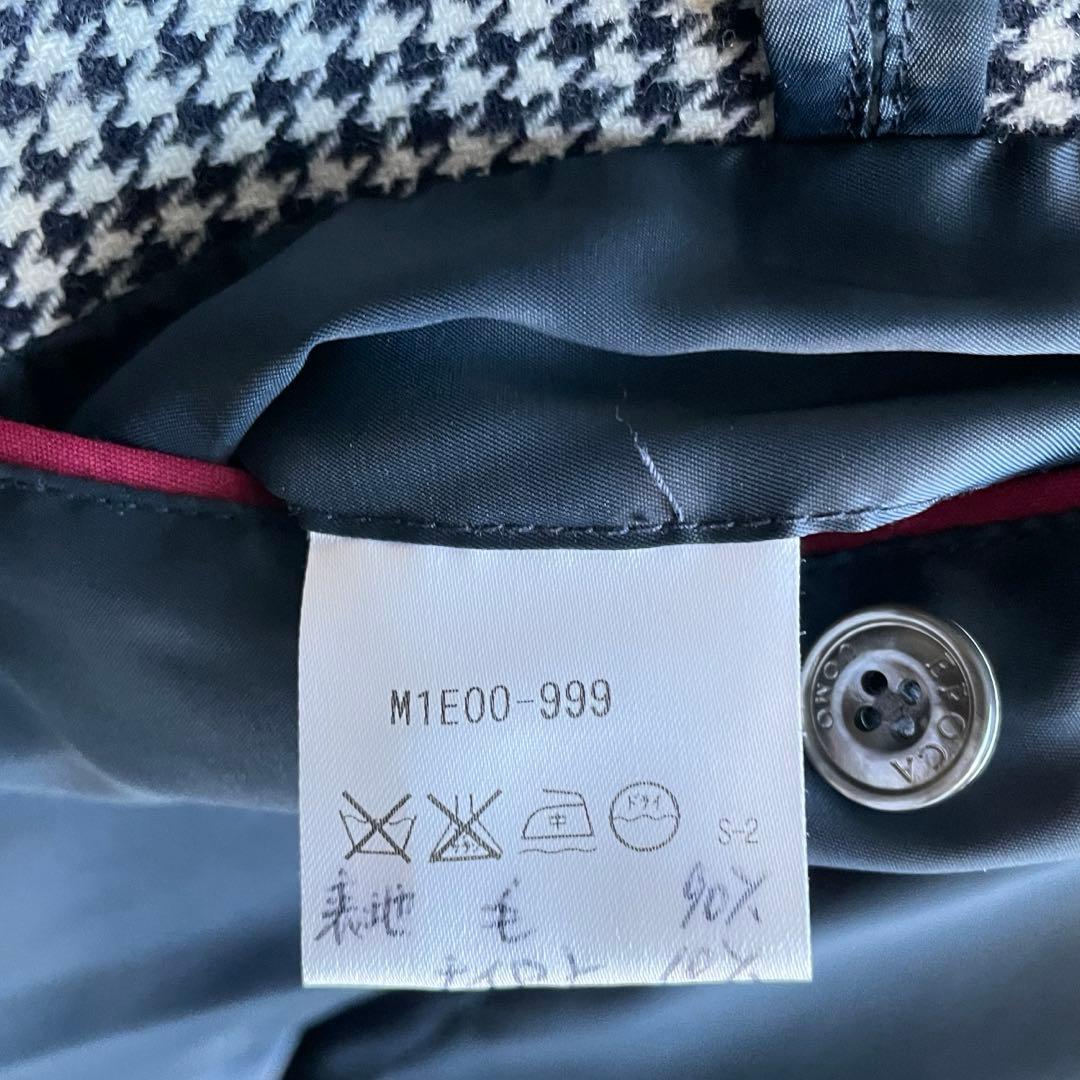 M1E00-999
中 ドライ S-2
表地 毛 90%
ナイロン 10%
EPOCA
UOMO